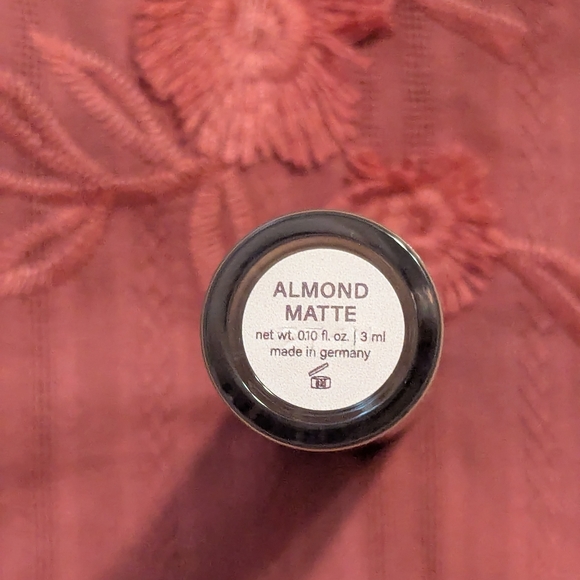 ALMOND
MATTE
net wt. 0.10 fl. oz. | 3 ml
made in germany